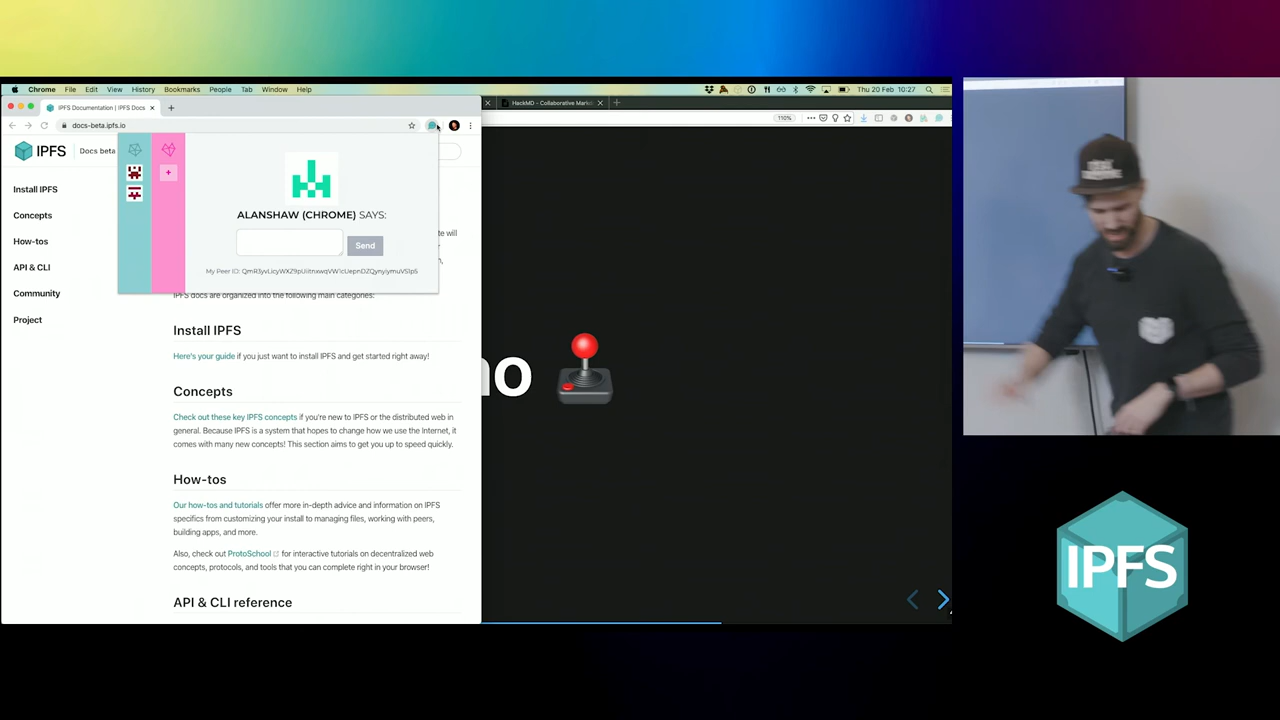 Chrome File Edit View History Bookmarks People Tab Window Help
Thu 20 Feb 10:27
IPFS Documentation | IPFS Docs
HackMD - Collaborative Mark
docs-beta.ipfs.io
110%
IPFS
Docs beta
Install IPFS
Concepts
How-tos
API & CLI
Community
Project
ALANSHAW (CHROME) SAYS:
Send
My Peer ID:
te will
IPFS docs are organized into the following main categories:
Install IPFS
Here's your guide if you just want to install IPFS and get started right away!
Concepts
Check out these key IPFS concepts if you're new to IPFS or the distributed web in
general. Because IPFS is a system that hopes to change how we use the Internet, it
comes with many new concepts! This section aims to get you up to speed quickly.
How-tos
Our how-tos and tutorials offer more in-depth advice and information on IPFS
specifics from customizing your install to managing files, working with peers,
building apps, and more.
Also, check out ProtoSchool for interactive tutorials on decentralized web
concepts, protocols, and tools that you can complete right in your browser!
API & CLI reference
no
IPFS